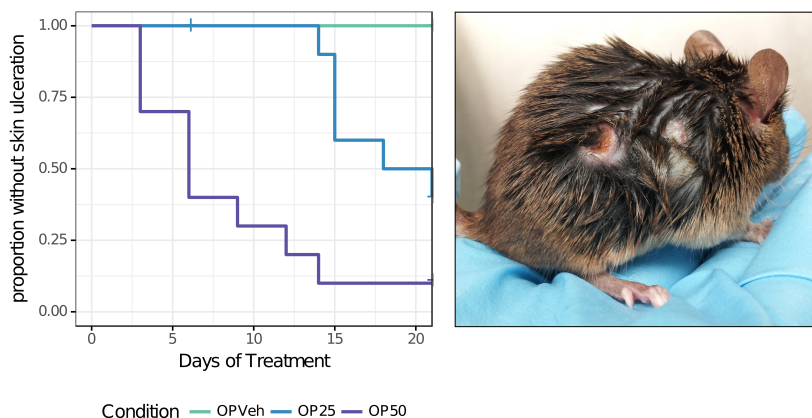 proportion without skin ulceration
1.00
0.75
0.50
0.25
0.00
0 5 10 15 20
Days of Treatment
Condition OPVeh OP25 OP50